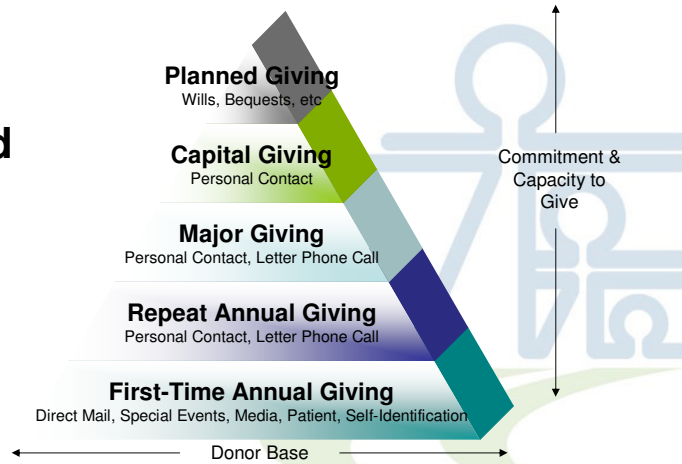 Planned Giving
Wills, Bequests, etc
d
Capital Giving
Personal Contact
Commitment &
Capacity to
Give
Major Giving
Personal Contact, Letter Phone Call
Repeat Annual Giving
Personal Contact, Letter Phone Call
First-Time Annual Giving
Direct Mail, Special Events, Media, Patient, Self-Identification
Donor Base